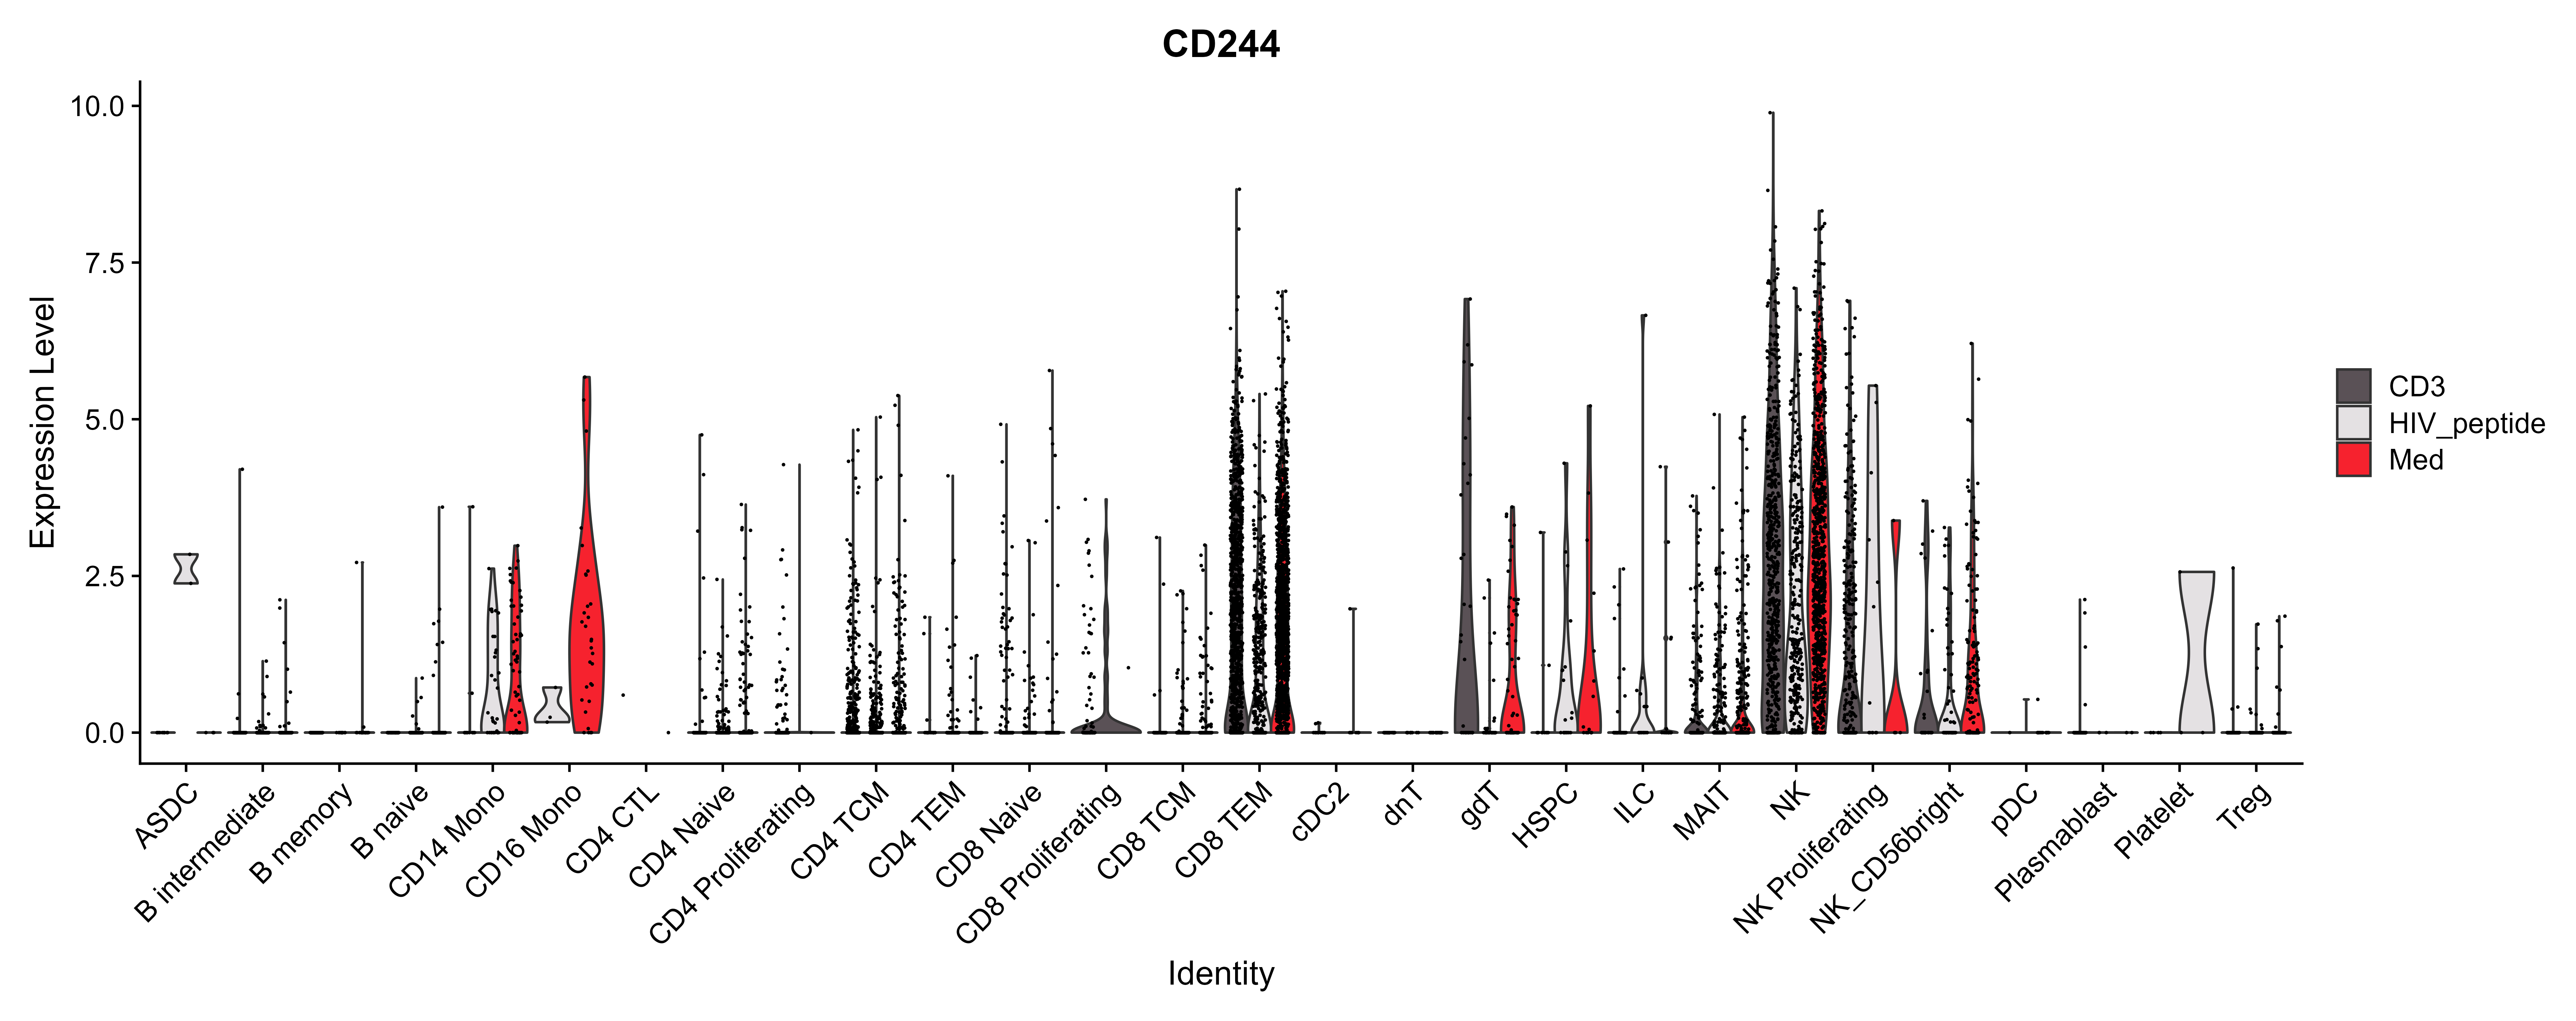 CD244
Expression Level
10.0
7.5
5.0
2.5
0.0
ASDC
B intermediate
B memory
B naive
CD14 Mono
CD16 Mono
CD4 CTL
CD4 Naive
CD4 Proliferating
CD4 TCM
CD4 TEM
CD8 Naive
CD8 Proliferating
CD8 TCM
CD8 TEM
cDC2
dnT
gdT
HSPC
ILC
MAIT
NK
NK Proliferating
NK_CD56bright
pDC
Plasmablast
Platelet
Treg
Identity
CD3
HIV_peptide
Med